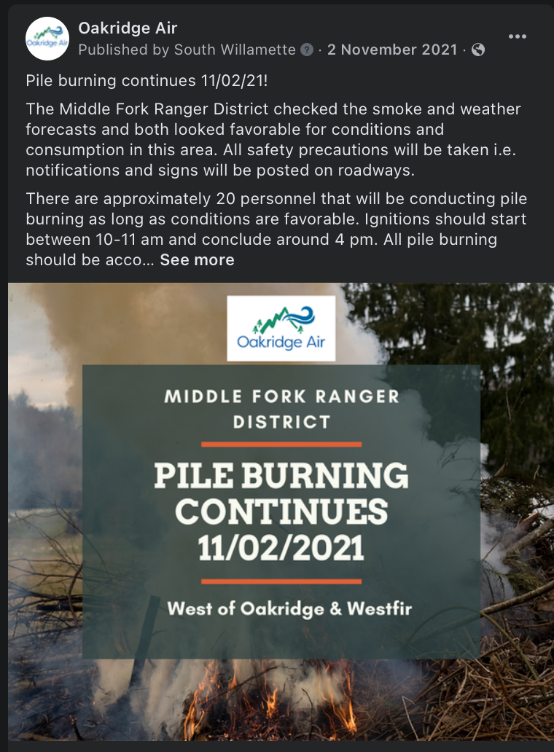 Oakridge Air
Oakridge Air
Published by South Willamette · 2 November 2021 ·
Pile burning continues 11/02/21!
The Middle Fork Ranger District checked the smoke and weather
forecasts and both looked favorable for conditions and
consumption in this area. All safety precautions will be taken i.e.
notifications and signs will be posted on roadways.
There are approximately 20 personnel that will be conducting pile
burning as long as conditions are favorable. Ignitions should start
between 10-11 am and conclude around 4 pm. All pile burning
should be acco... See more
Oakridge Air
MIDDLE FORK RANGER
DISTRICT
PILE BURNING
CONTINUES
11/02/2021
West of Oakridge & Westfir